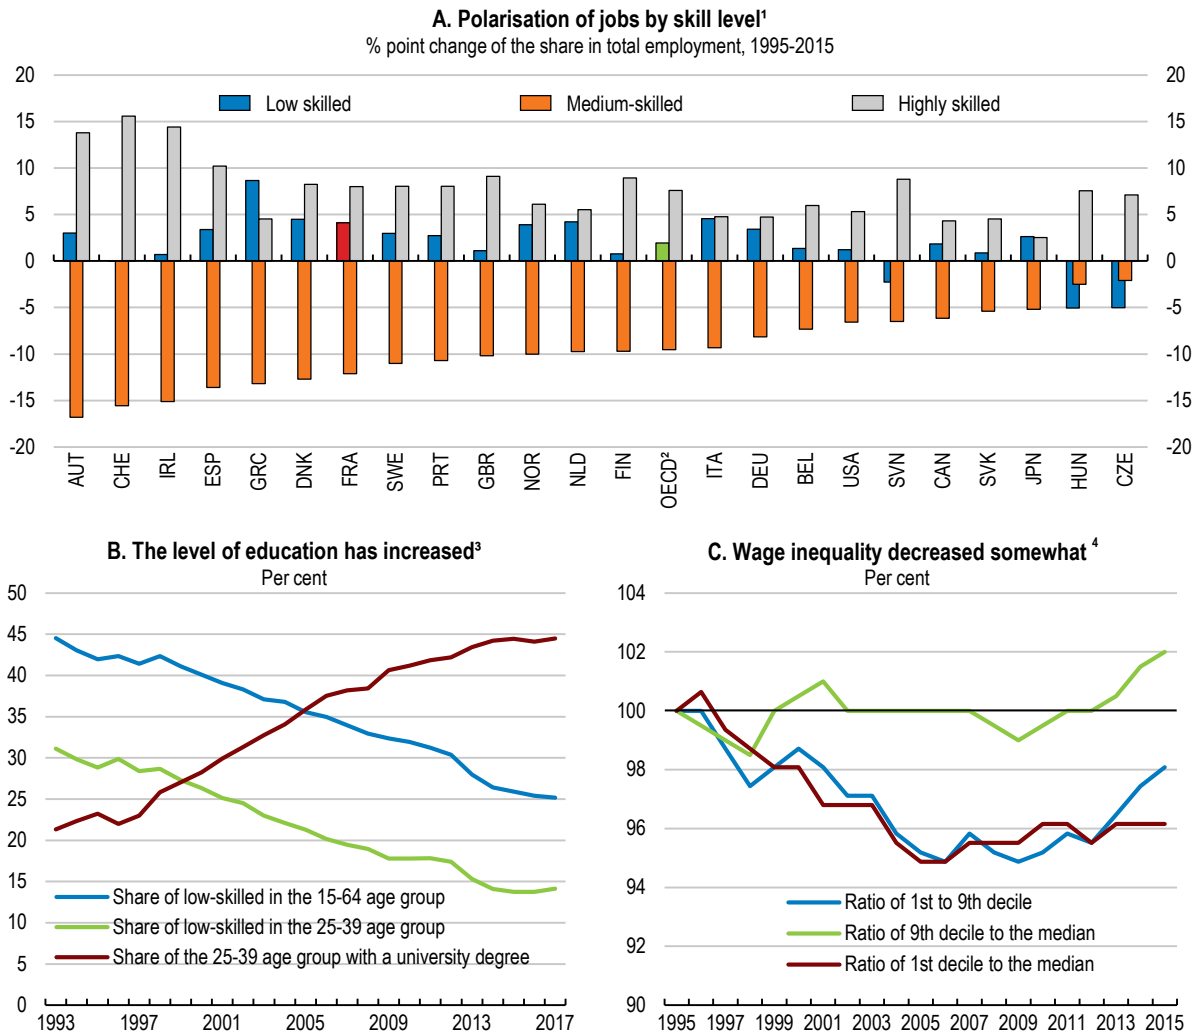 A. Polarisation of jobs by skill level¹
% point change of the share in total employment, 1995-2015
20 20
Low skilled Medium-skilled Highly skilled
15 15
10 10
5 5
0 0
-5 -5
-10 -10
-15 -15
-20 -20
AUT CHE IRL ESP GRC DNK FRA SWE PRT GBR NOR NLD FIN OECD² ITA DEU BEL USA SVN CAN SVK JPN HUN CZE
B. The level of education has increased³
Per cent
50
45
40
35
30
25
20
15
10
5
0
Share of low-skilled in the 15-64 age group
Share of low-skilled in the 25-39 age group
Share of the 25-39 age group with a university degree
1993 1997 2001 2005 2009 2013 2017
C. Wage inequality decreased somewhat ⁴
Per cent
104
102
100
98
96
94
92
90
Ratio of 1st to 9th decile
Ratio of 9th decile to the median
Ratio of 1st decile to the median
1995 1997 1999 2001 2003 2005 2007 2009 2011 2013 2015